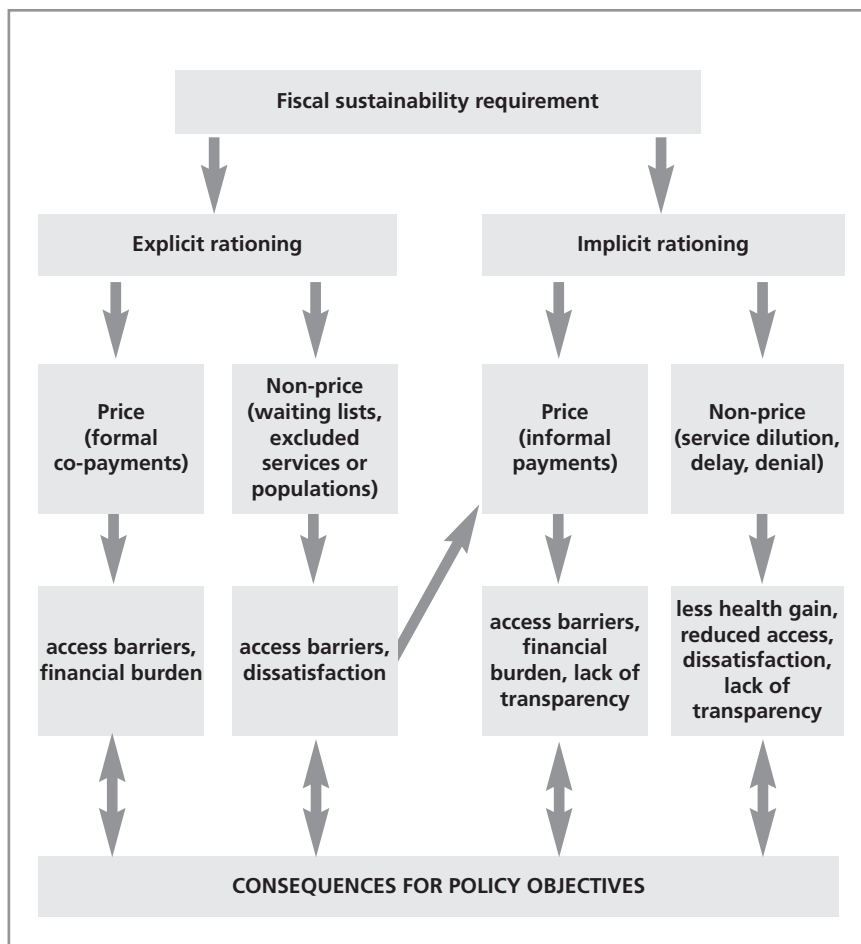 Fiscal sustainability requirement
Explicit rationing
Implicit rationing
Price
(formal
co-payments)
Non-price
(waiting lists,
excluded
services or
populations)
Price
(informal
payments)
Non-price
(service dilution,
delay, denial)
access barriers,
financial burden
access barriers,
dissatisfaction
access barriers,
financial
burden, lack of
transparency
less health gain,
reduced access,
dissatisfaction,
lack of
transparency
CONSEQUENCES FOR POLICY OBJECTIVES